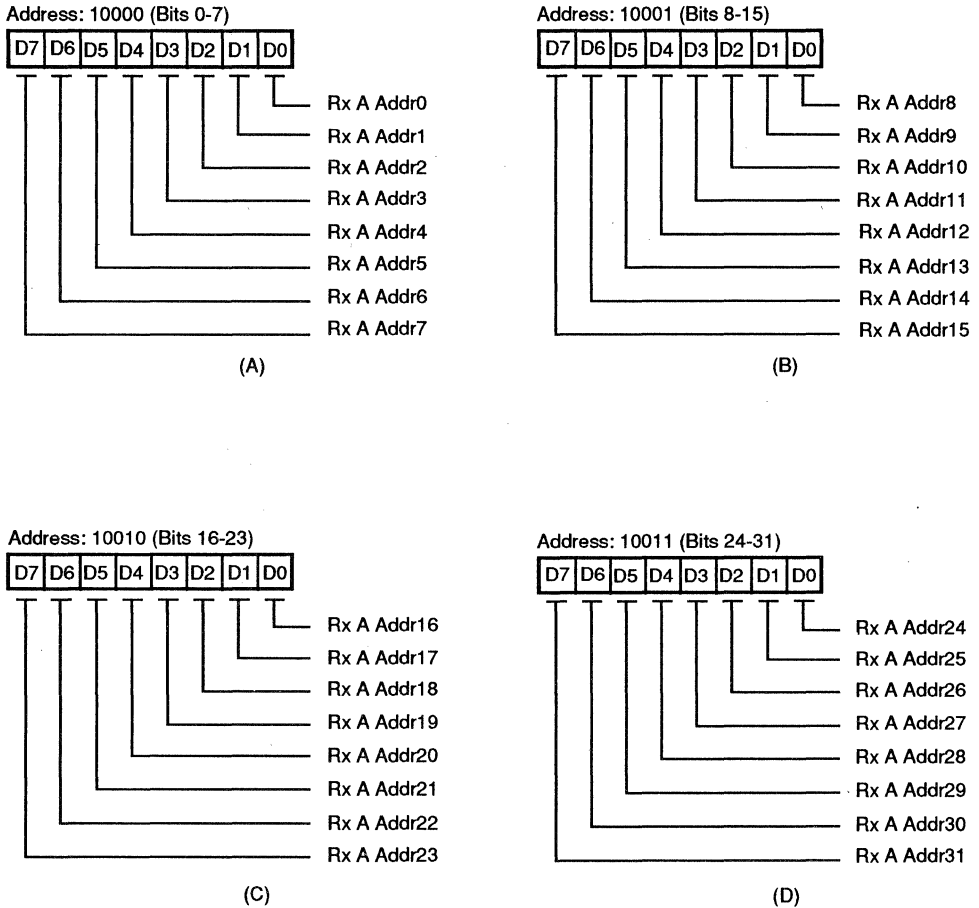 Address: 10000 (Bits 0-7)
D7 D6 D5 D4 D3 D2 D1 D0
Rx A Addr0
Rx A Addr1
Rx A Addr2
Rx A Addr3
Rx A Addr4
Rx A Addr5
Rx A Addr6
Rx A Addr7
(A)
Address: 10001 (Bits 8-15)
D7 D6 D5 D4 D3 D2 D1 D0
Rx A Addr8
Rx A Addr9
Rx A Addr10
Rx A Addr11
Rx A Addr12
Rx A Addr13
Rx A Addr14
Rx A Addr15
(B)
Address: 10010 (Bits 16-23)
D7 D6 D5 D4 D3 D2 D1 D0
Rx A Addr16
Rx A Addr17
Rx A Addr18
Rx A Addr19
Rx A Addr20
Rx A Addr21
Rx A Addr22
Rx A Addr23
(C)
Address: 10011 (Bits 24-31)
D7 D6 D5 D4 D3 D2 D1 D0
Rx A Addr24
Rx A Addr25
Rx A Addr26
Rx A Addr27
Rx A Addr28
Rx A Addr29
Rx A Addr30
Rx A Addr31
(D)